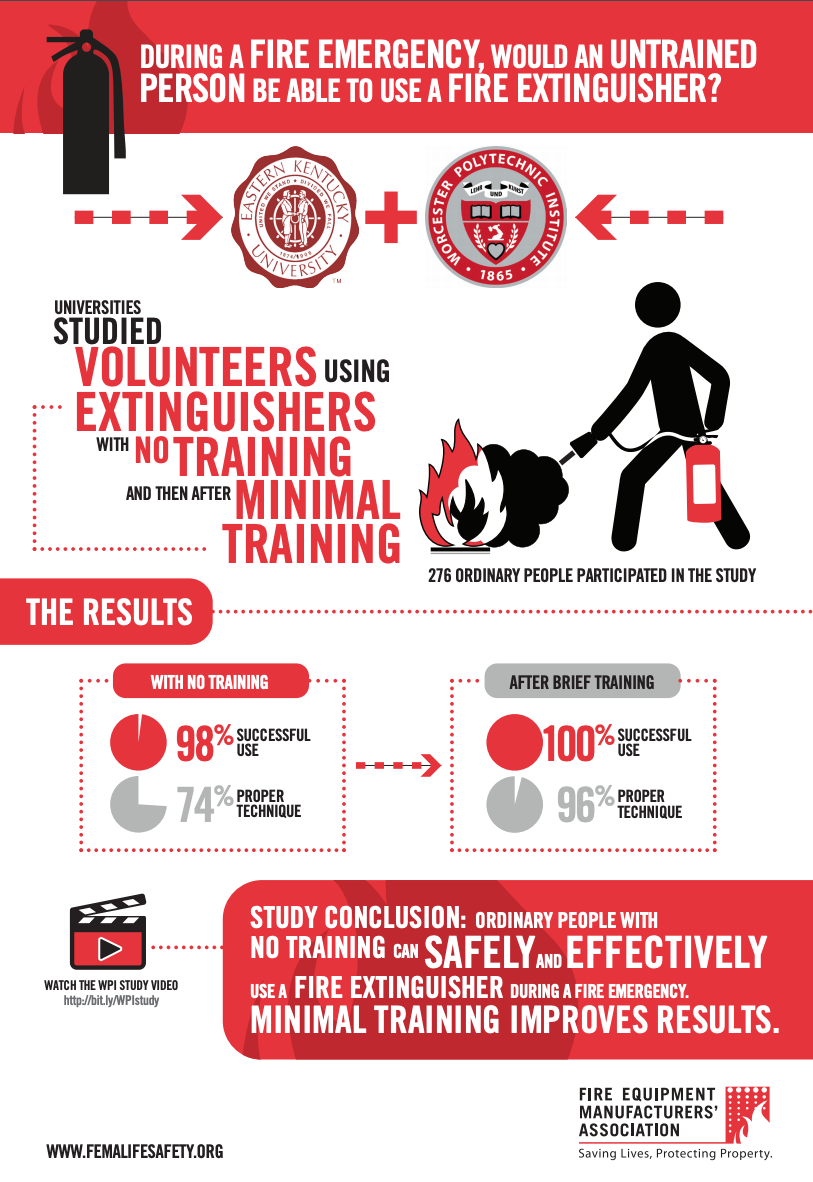 DURING A FIRE EMERGENCY, WOULD AN UNTRAINED
PERSON BE ABLE TO USE A FIRE EXTINGUISHER?
EASTERN KENTUCKY
UNIVERSITY
UNITED WE STAND • DIVIDED WE FALL
TM
WORCESTER POLYTECHNIC INSTITUTE
LEHR UND KUNST
• 1865 •
UNIVERSITIES
STUDIED
VOLUNTEERS USING
EXTINGUISHERS
WITH NO TRAINING
AND THEN AFTER MINIMAL
TRAINING
276 ORDINARY PEOPLE PARTICIPATED IN THE STUDY
THE RESULTS
WITH NO TRAINING
98% SUCCESSFUL
USE
74% PROPER
TECHNIQUE
AFTER BRIEF TRAINING
100% SUCCESSFUL
USE
96% PROPER
TECHNIQUE
WATCH THE WPI STUDY VIDEO
http://bit.ly/WPIstudy
STUDY CONCLUSION: ORDINARY PEOPLE WITH
NO TRAINING CAN SAFELY AND EFFECTIVELY
USE A FIRE EXTINGUISHER DURING A FIRE EMERGENCY.
MINIMAL TRAINING IMPROVES RESULTS.
WWW.FEMALIFESAFETY.ORG
FIRE EQUIPMENT
MANUFACTURERS'
ASSOCIATION
Saving Lives, Protecting Property.